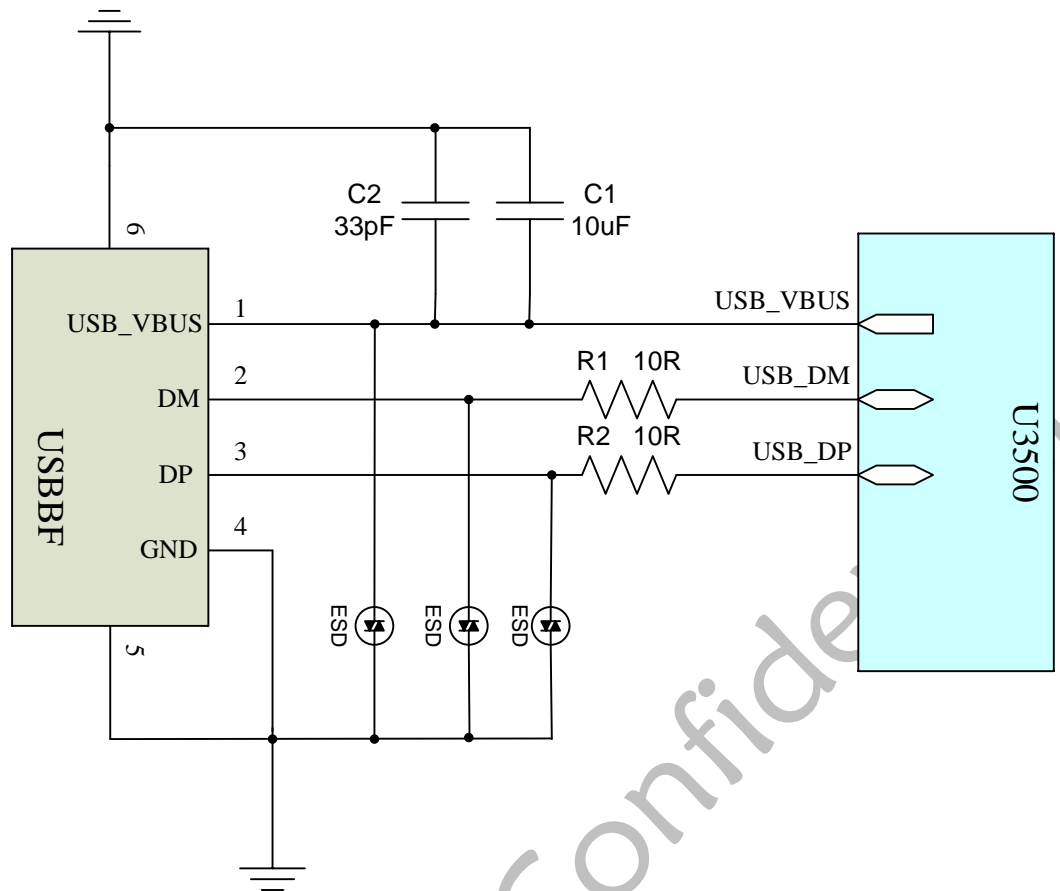 C2
33pF
C1
10uF
6
USB_VBUS
1
USB_VBUS
DM
2
R1 10R
USB_DM
DP
3
R2 10R
USB_DP
GND
4
USBBF
U3500
ESD
ESD
ESD
5